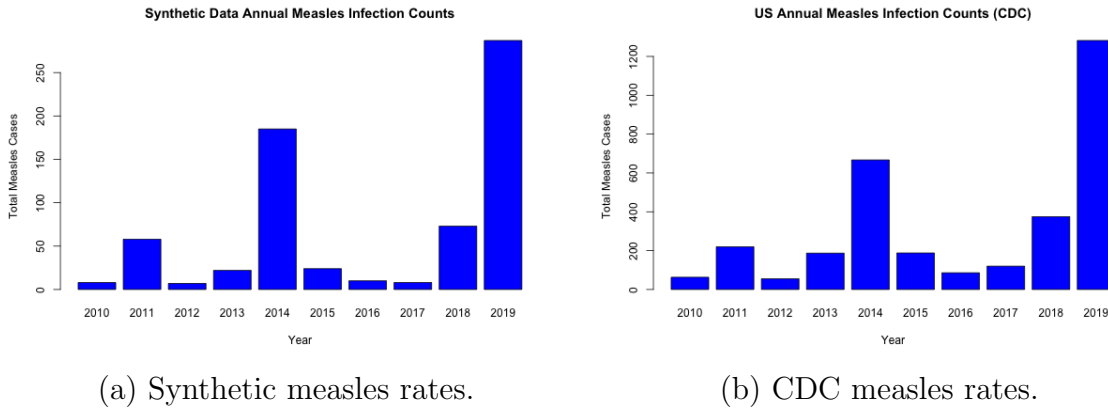 Synthetic Data Annual Measles Infection Counts
Total Measles Cases
0
50
100
150
200
250
2010 2011 2012 2013 2014 2015 2016 2017 2018 2019
Year
(a) Synthetic measles rates.
US Annual Measles Infection Counts (CDC)
Total Measles Cases
0
200
400
600
800
1000
1200
2010 2011 2012 2013 2014 2015 2016 2017 2018 2019
Year
(b) CDC measles rates.